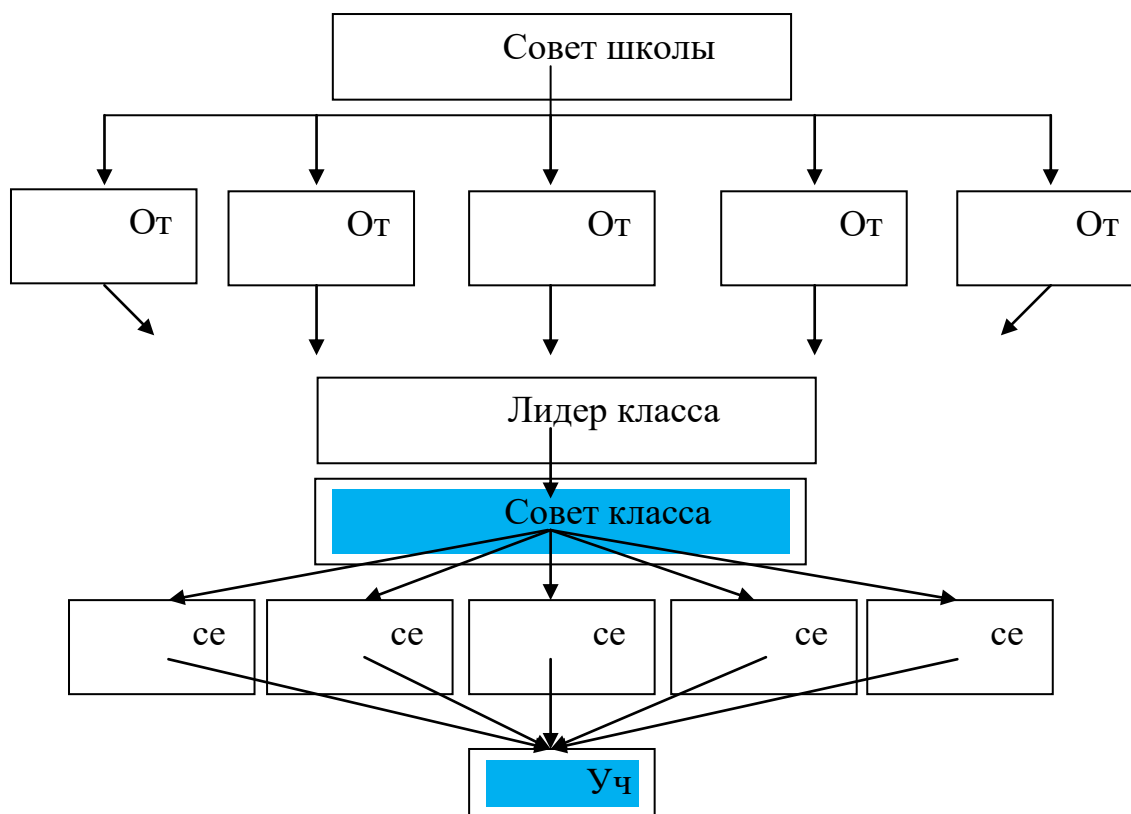 Совет школы
От
От
От
От
От
Лидер класса
Совет класса
се
се
се
се
се
Уч